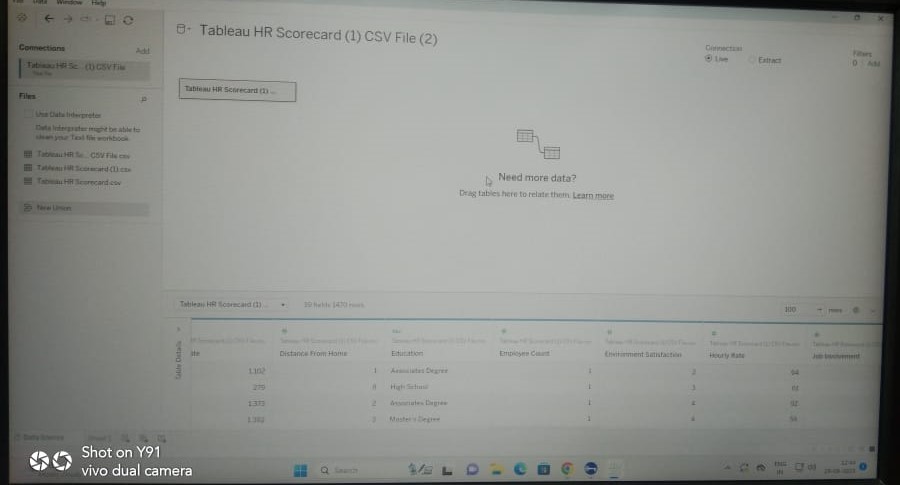 File Data Window Help
Tableau HR Scorecard (1) CSV File (2)
Connections
Add
Tableau HR Sc... (1) CSV File
Text file
Connection
Live
Extract
Filters
0
Add
Files
Use Data Interpreter
Data Interpreter might be able to
clean your Text file workbook.
Tableau HR Sc... CSV File.csv
Tableau HR Scorecard (1).csv
Tableau HR Scorecard.csv
New Union
Tableau HR Scorecard (1) ...
Need more data?
Drag tables here to relate them. Learn more
Tableau HR Scorecard (1) ...
39 fields 1470 rows
100
rows
Table Details
Distance From Home
Education
Employee Count
Environment Satisfaction
Hourly Rate
Job Involvement
1,102 1 Associates Degree 1 2 94
279 8 High School 1 3 61
1,373 2 Associates Degree 1 4 92
1,392 3 Master's Degree 1 4 56
Data Source
Sheet 1
Search
ENG
IN
Shot on Y91
vivo dual camera